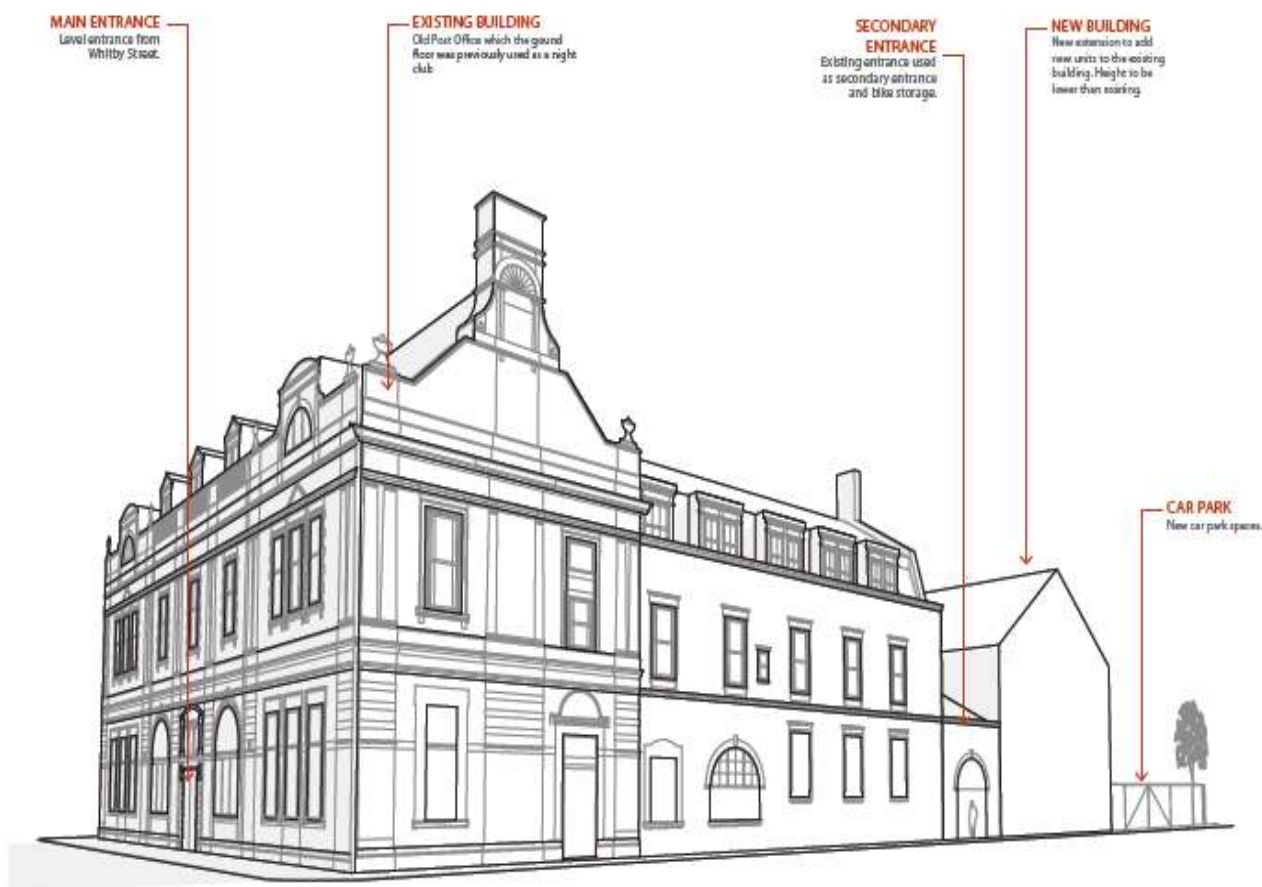 MAIN ENTRANCE
Level entrance from
Whitby Street.
EXISTING BUILDING
Old Post Office which the gound
floor was previously used as a night
club
SECONDARY
ENTRANCE
Existing entrance used
as secondary entrance
and bike storage.
NEW BUILDING
New extension to add
new units to the existing
building. Height to be
lower than existing.
CAR PARK
New car park spaces.